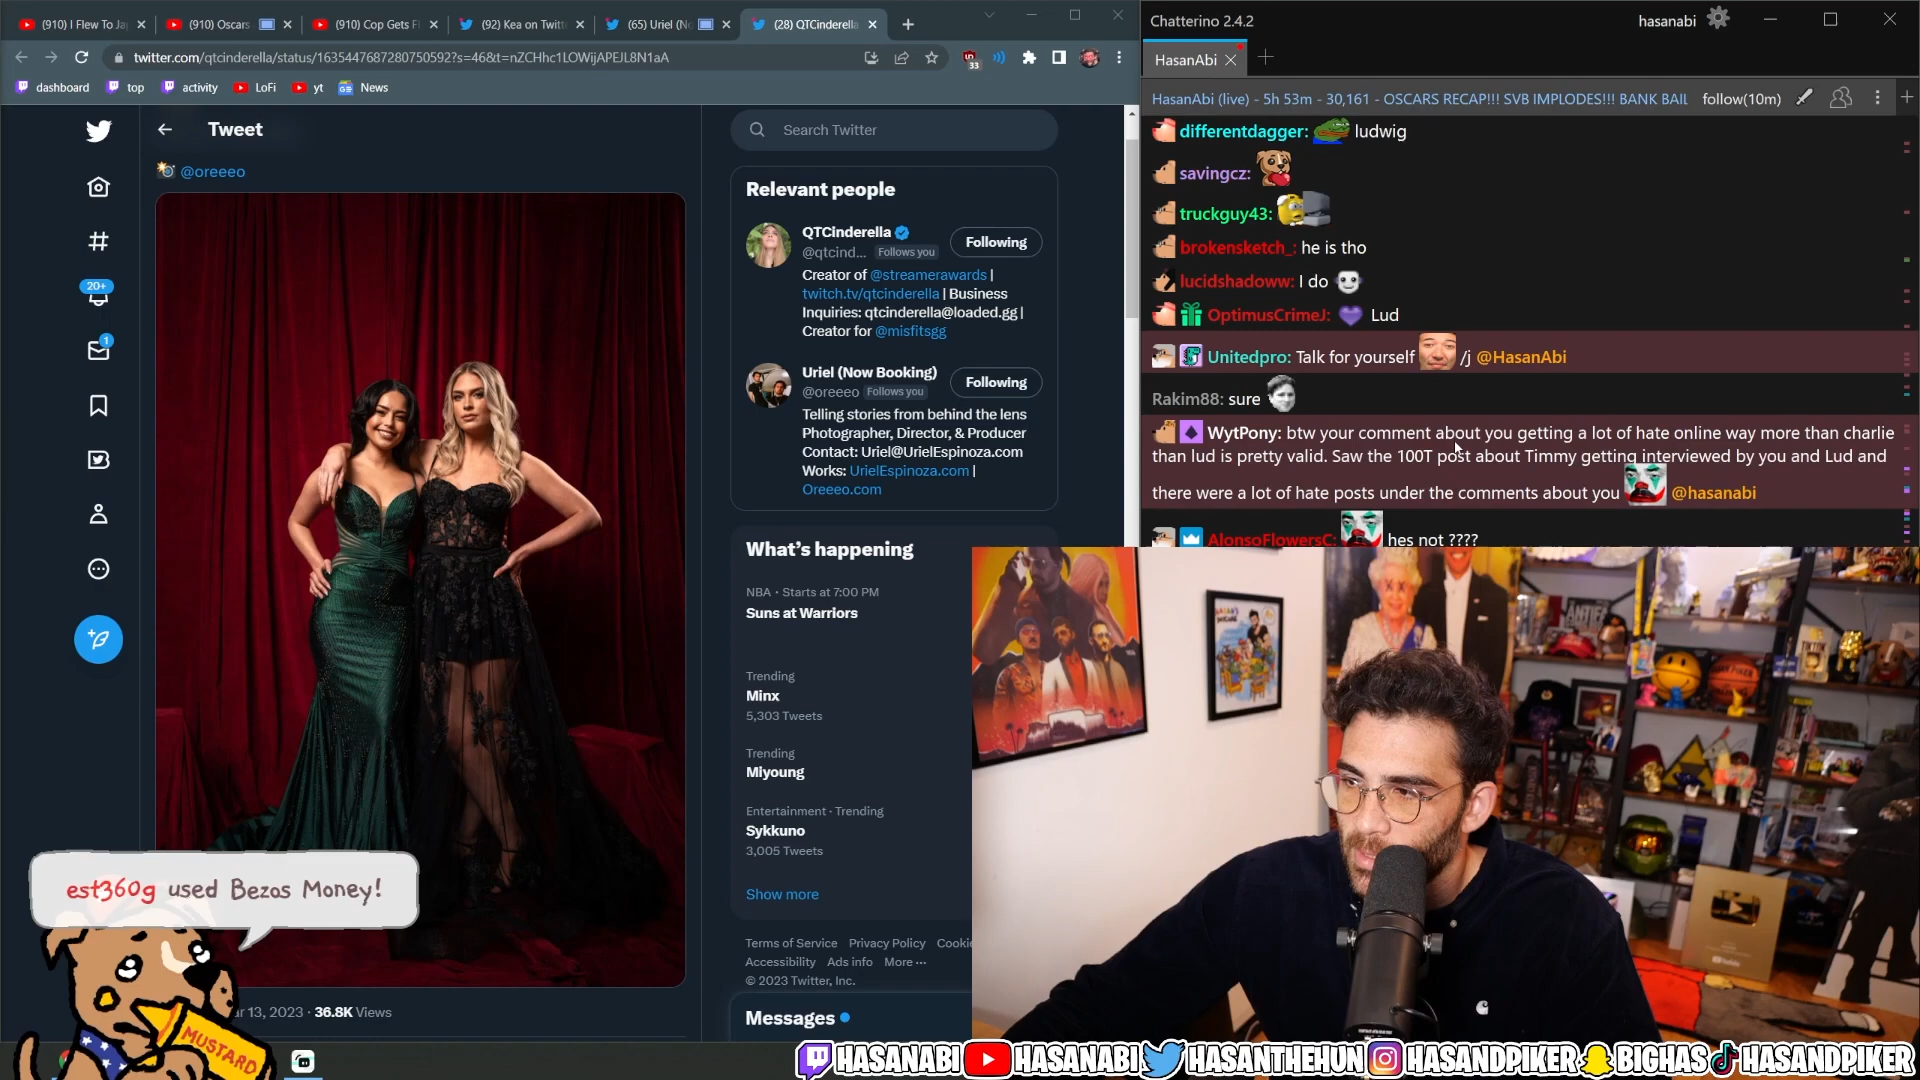 (910) I Flew To Ja
(910) Oscars
(910) Cop Gets F
(92) Kea on Twitt
(65) Uriel (No
(28) QTCinderella
twitter.com/qtcinderella/status/1635447687280750592?s=46&t=nZCHhc1LOWijAPEJL8N1aA
33
dashboard
top
activity
LoFi
yt
News
Tweet
@oreeeo
20+
1
Search Twitter
Relevant people
QTCinderella
@qtcind... Follows you
Following
Creator of @streamerawards |
twitch.tv/qtcinderella | Business
Inquiries: qtcinderella@loaded.gg |
Creator for @misfitsgg
Uriel (Now Booking)
@oreeeo Follows you
Following
Telling stories from behind the lens
Photographer, Director, & Producer
Contact: Uriel@UrielEspinoza.com
Works: UrielEspinoza.com |
Oreeeo.com
What's happening
NBA · Starts at 7:00 PM
Suns at Warriors
Trending
Minx
5,303 Tweets
Trending
Miyoung
Entertainment · Trending
Sykkuno
3,005 Tweets
Show more
Terms of Service Privacy Policy Cookie
Accessibility Ads info More ···
© 2023 Twitter, Inc.
Messages
13, 2023 · 36.8K Views
est360g used Bezos Money!
MUSTARD
Chatterino 2.4.2
hasanabi
HasanAbi
HasanAbi (live) - 5h 53m - 30,161 - OSCARS RECAP!!! SVB IMPLODES!!! BANK BAIL
follow(10m)
differentdagger: ludwig
savingcz:
truckguy43:
brokensketch_: he is tho
lucidshadoww: I do
OptimusCrimeJ: Lud
Unitedpro: Talk for yourself /j @HasanAbi
Rakim88: sure
WytPony: btw your comment about you getting a lot of hate online way more than charlie
than lud is pretty valid. Saw the 100T post about Timmy getting interviewed by you and Lud and
there were a lot of hate posts under the comments about you @hasanabi
AlonsoFlowersC: hes not ????
ANTIFA
HASANABI
HASANABI
HASANTHEHUN
HASANDPIKER
BIGHAS
HASANDPIKER